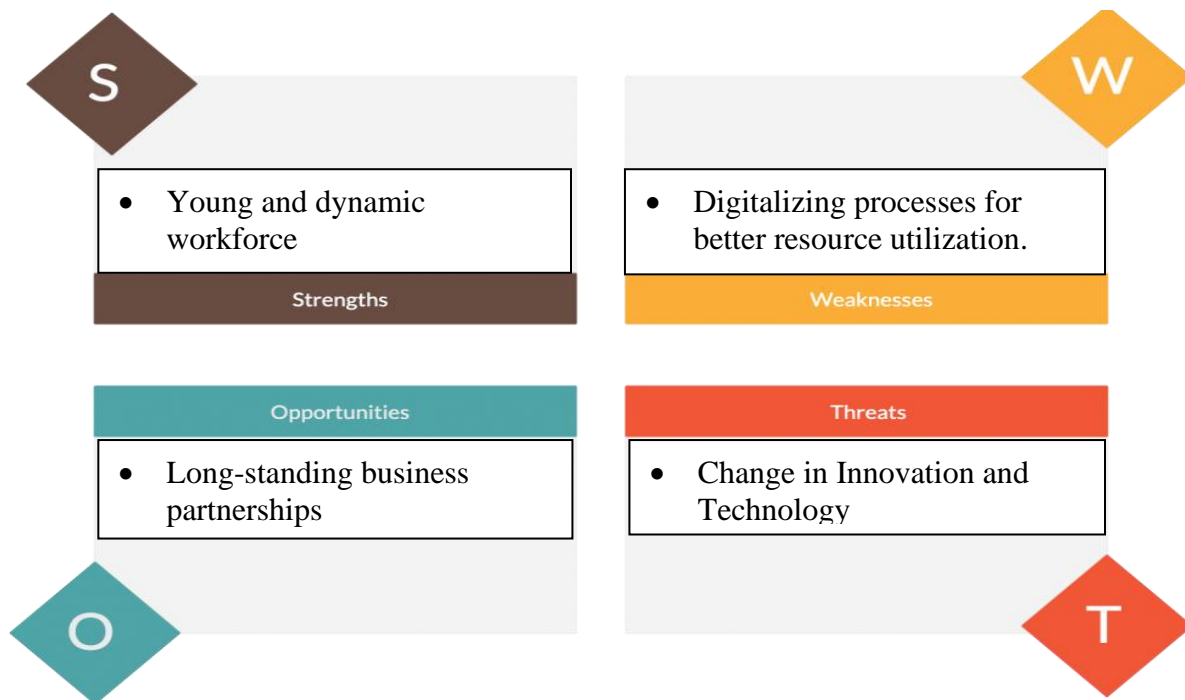 S
W
• Young and dynamic
workforce
Strengths
• Digitalizing processes for
better resource utilization.
Weaknesses
Opportunities
• Long-standing business
partnerships
Threats
• Change in Innovation and
Technology
O
T